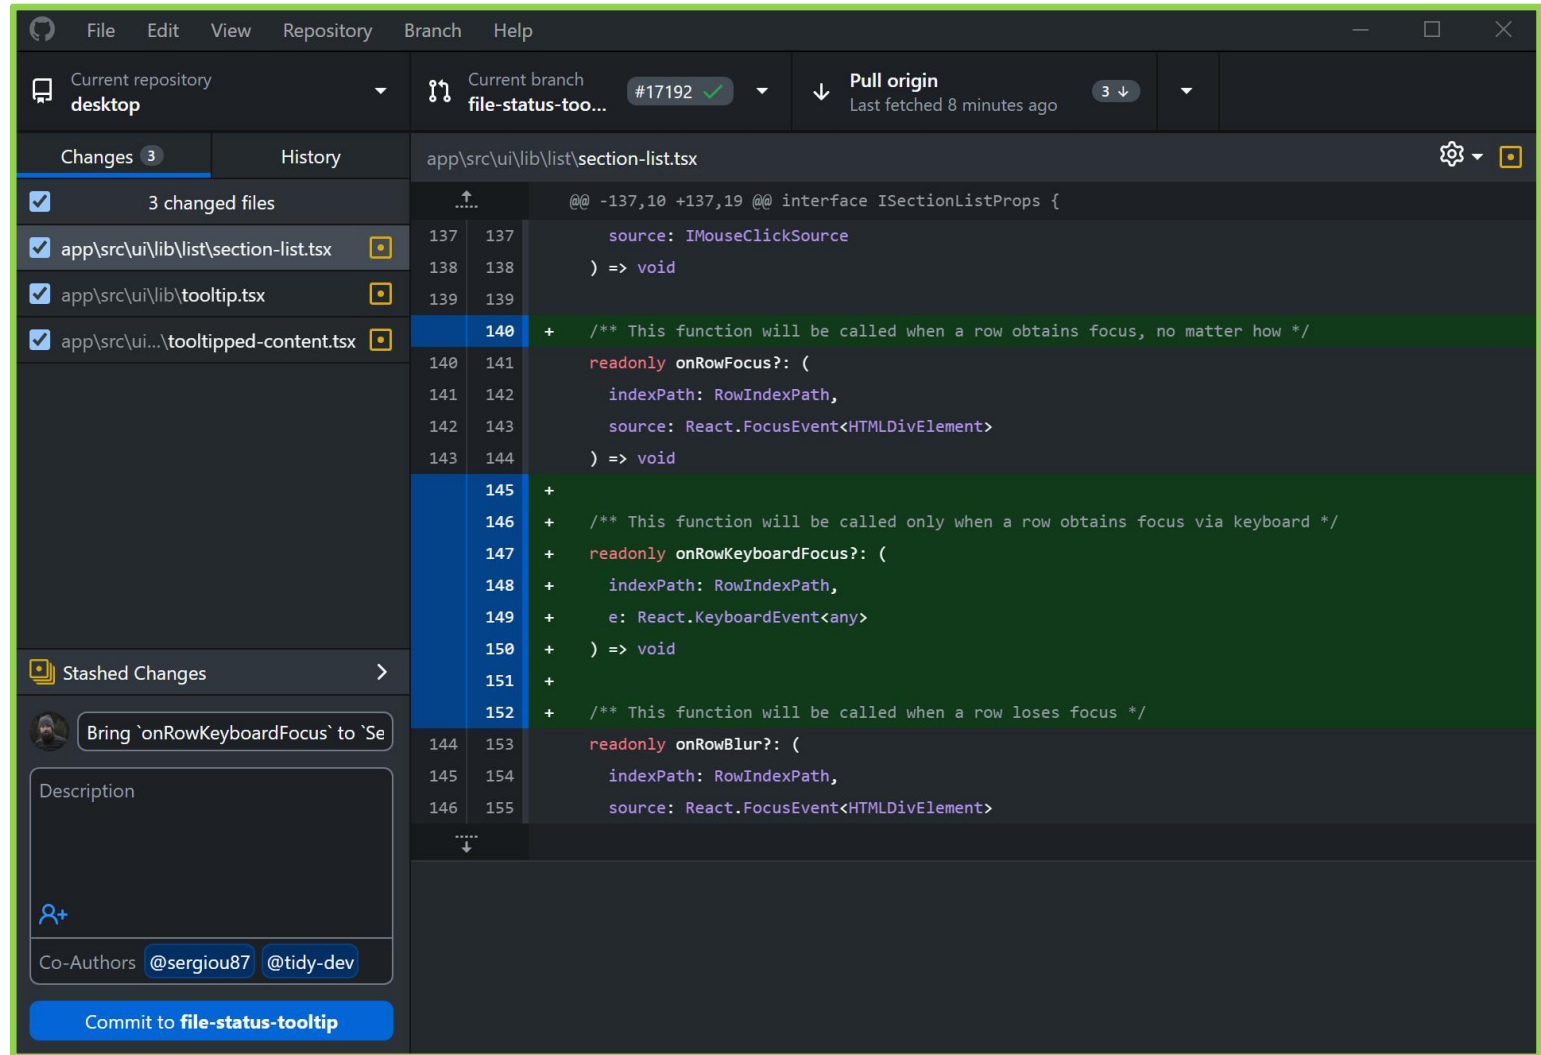 File Edit View Repository Branch Help
Current repository
desktop
Current branch
file-status-too...
#17192
Pull origin
Last fetched 8 minutes ago
3
Changes 3
History
3 changed files
app\src\ui\lib\list\section-list.tsx
app\src\ui\lib\tooltip.tsx
app\src\ui...\tooltipped-content.tsx
Stashed Changes
Bring `onRowKeyboardFocus` to `Se
Description
Co-Authors @sergiou87 @tidy-dev
Commit to file-status-tooltip
app\src\ui\lib\list\section-list.tsx
@@ -137,10 +137,19 @@ interface ISectionListProps {
137 137 source: IMouseClickSource
138 138 ) => void
139 139
140 + /** This function will be called when a row obtains focus, no matter how */
140 141 readonly onRowFocus?: (
141 142 indexPath: RowIndexPath,
142 143 source: React.FocusEvent<HTMLDivElement>
143 144 ) => void
145 +
146 + /** This function will be called only when a row obtains focus via keyboard */
147 + readonly onRowKeyboardFocus?: (
148 + indexPath: RowIndexPath,
149 + e: React.KeyboardEvent<any>
150 + ) => void
151 +
152 + /** This function will be called when a row loses focus */
144 153 readonly onRowBlur?: (
145 154 indexPath: RowIndexPath,
146 155 source: React.FocusEvent<HTMLDivElement>